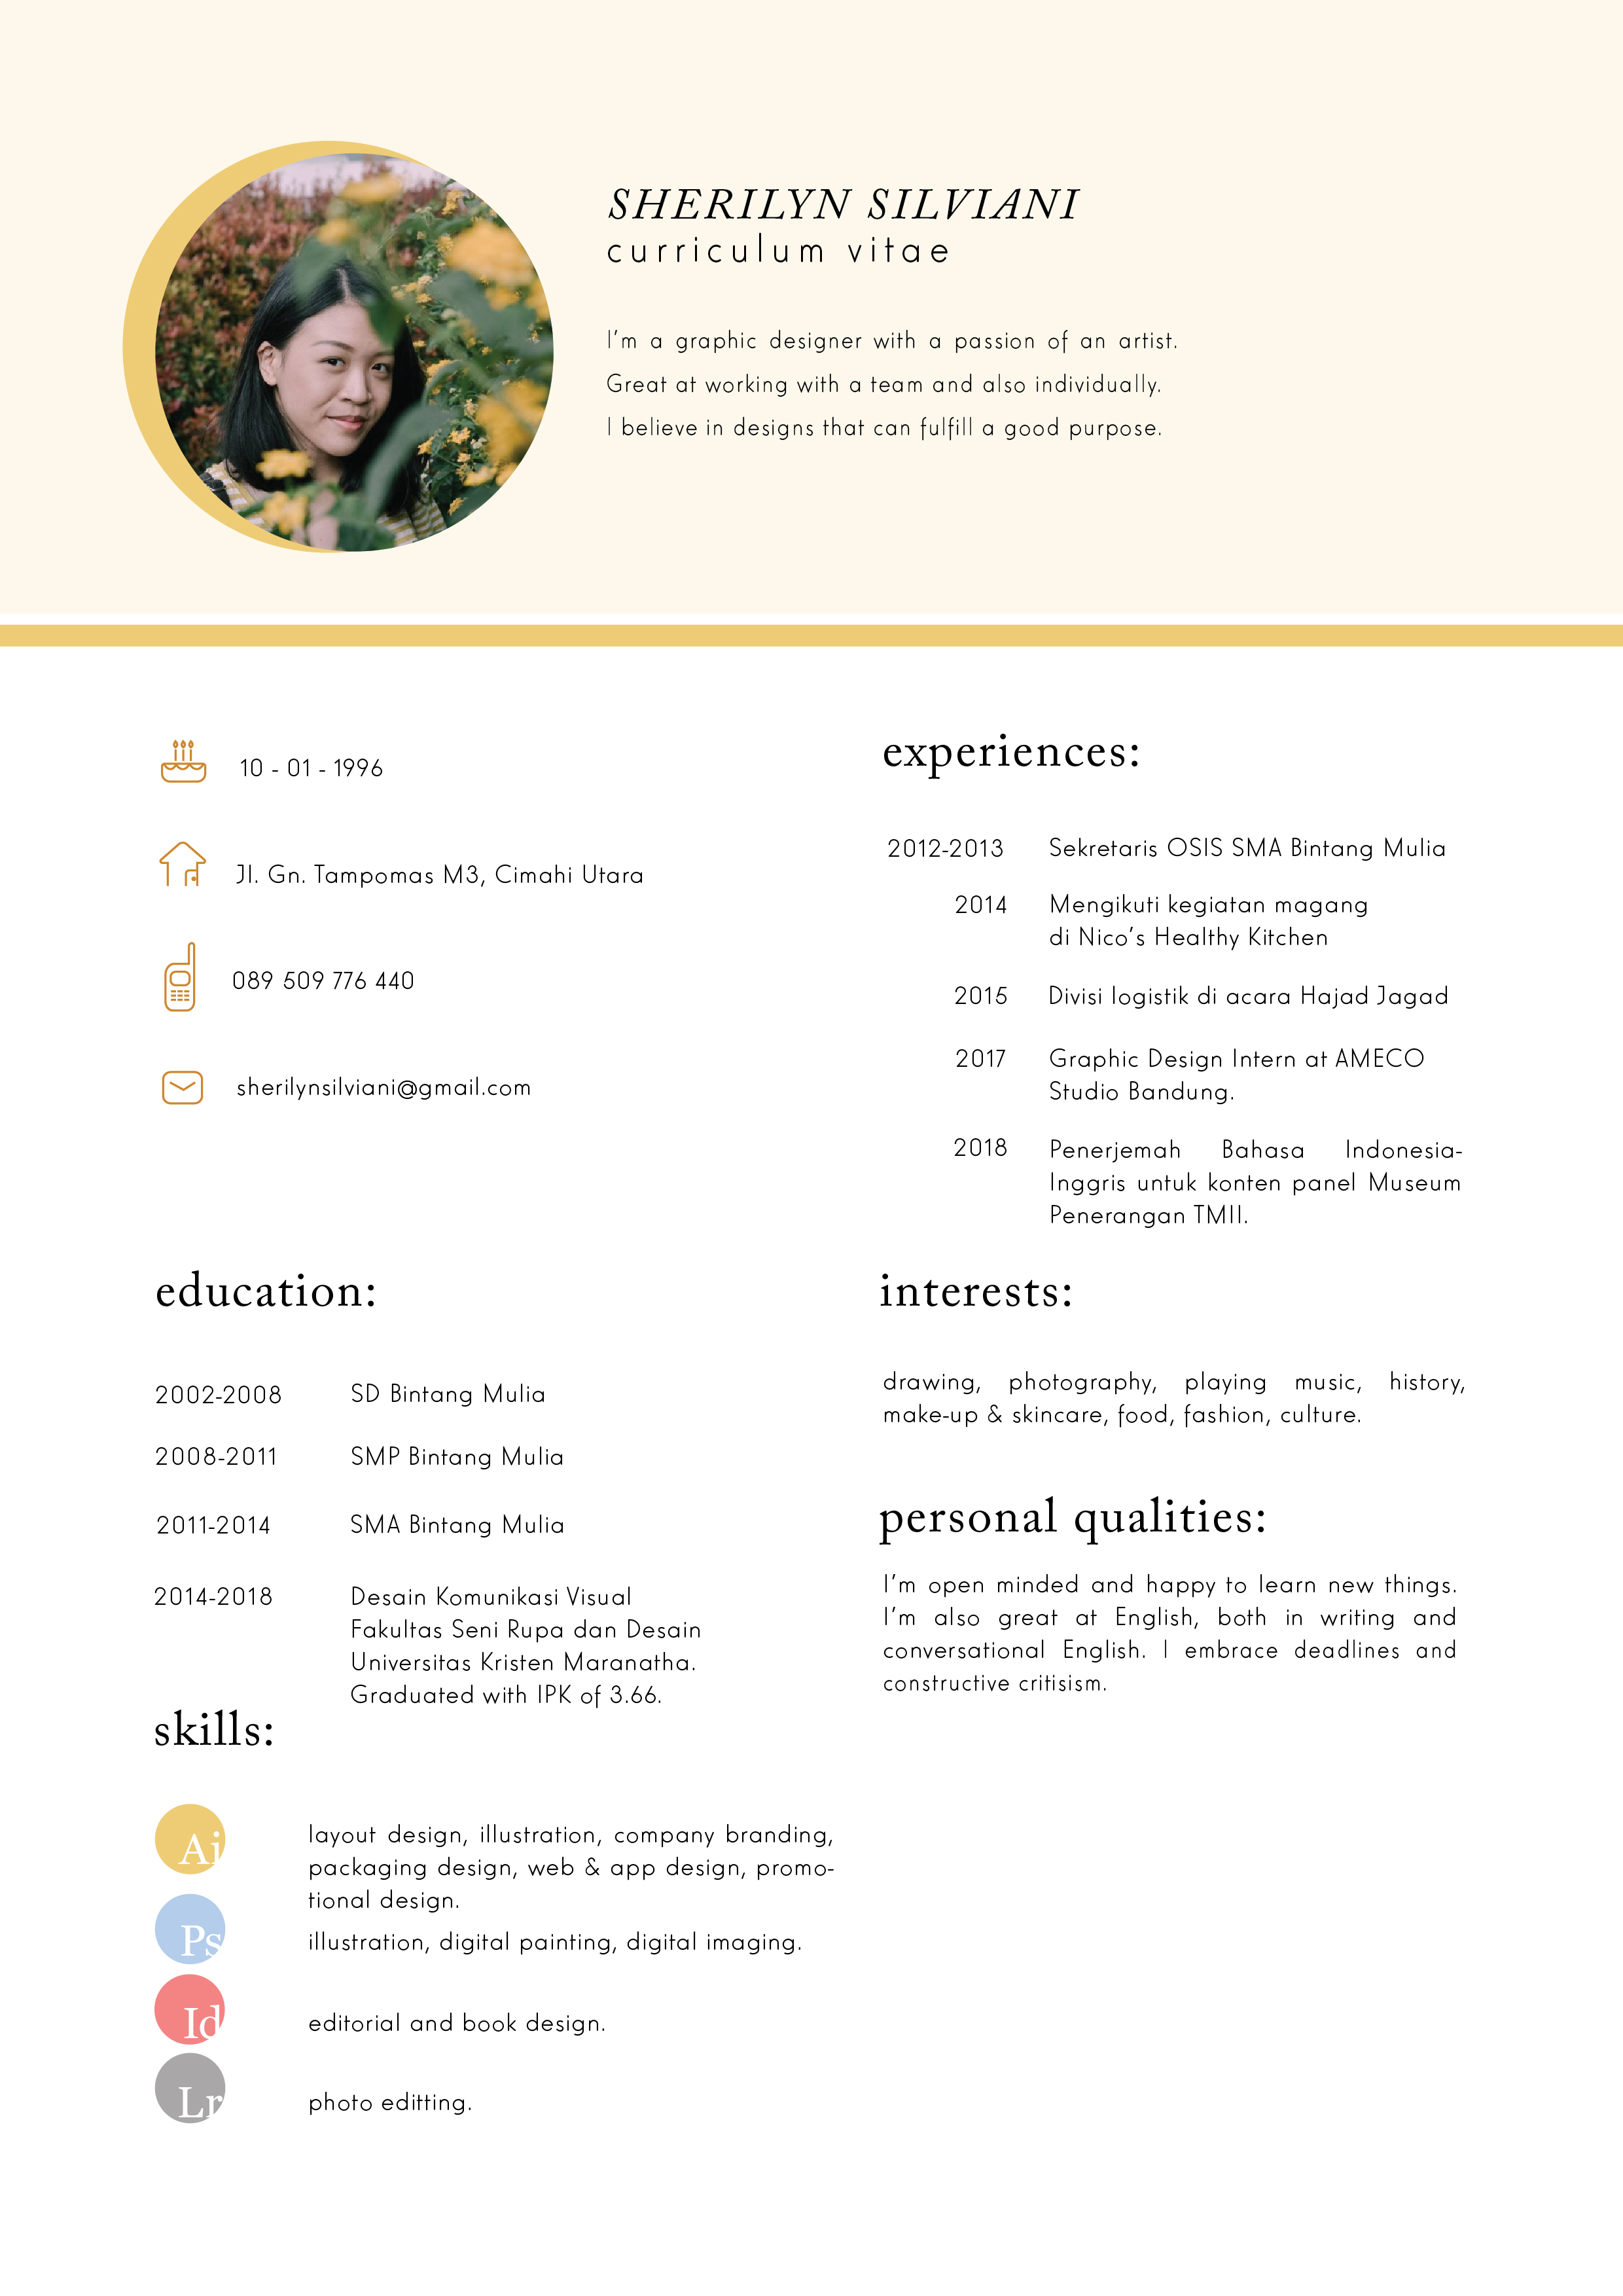 SHERILYN SILVIANI
curriculum vitae
I'm a graphic designer with a passion of an artist.
Great at working with a team and also individually.
I believe in designs that can fulfill a good purpose.
10 - 01 - 1996
Jl. Gn. Tampomas M3, Cimahi Utara
089 509 776 440
sherilynsilviani@gmail.com
experiences:
2012-2013 Sekretaris OSIS SMA Bintang Mulia
2014 Mengikuti kegiatan magang
di Nico's Healthy Kitchen
2015 Divisi logistik di acara Hajad Jagad
2017 Graphic Design Intern at AMECO
Studio Bandung.
2018 Penerjemah Bahasa Indonesia-
Inggris untuk konten panel Museum
Penerangan TMII.
education:
2002-2008 SD Bintang Mulia
2008-2011 SMP Bintang Mulia
2011-2014 SMA Bintang Mulia
2014-2018 Desain Komunikasi Visual
Fakultas Seni Rupa dan Desain
Universitas Kristen Maranatha.
Graduated with IPK of 3.66.
interests:
drawing, photography, playing music, history,
make-up & skincare, food, fashion, culture.
personal qualities:
I'm open minded and happy to learn new things.
I'm also great at English, both in writing and
conversational English. I embrace deadlines and
constructive critisism.
skills:
Ai layout design, illustration, company branding,
packaging design, web & app design, promo-
tional design.
Ps illustration, digital painting, digital imaging.
Id editorial and book design.
Lr photo editting.